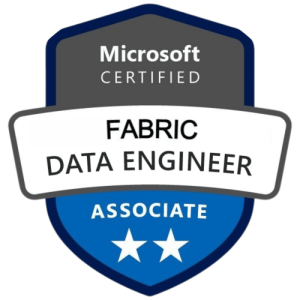 Microsoft
CERTIFIED
FABRIC
DATA ENGINEER
ASSOCIATE